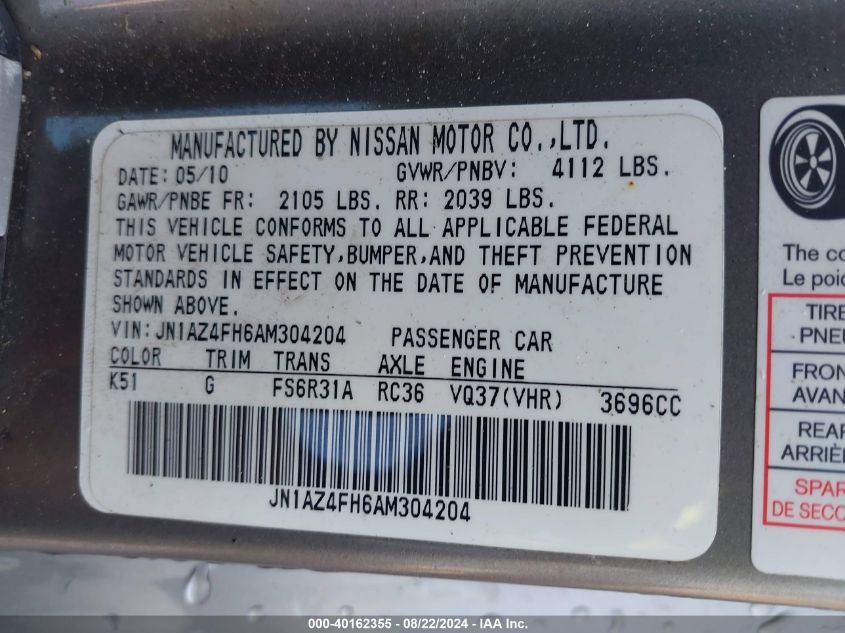 MANUFACTURED BY NISSAN MOTOR CO.,LTD.
DATE: 05/10 GVWR/PNBV: 4112 LBS.
GAWR/PNBE FR: 2105 LBS. RR: 2039 LBS.
THIS VEHICLE CONFORMS TO ALL APPLICABLE FEDERAL
MOTOR VEHICLE SAFETY,BUMPER,AND THEFT PREVENTION
STANDARDS IN EFFECT ON THE DATE OF MANUFACTURE
SHOWN ABOVE.
VIN: JN1AZ4FH6AM304204 PASSENGER CAR
COLOR TRIM TRANS AXLE ENGINE
K51 G FS6R31A RC36 VQ37(VHR) 3696CC
JN1AZ4FH6AM304204
The co
Le poi
TIRE
PNEU
FRON
AVAN
REAR
ARRIÈ
SPAR
DE SECO
000-40162355 - 08/22/2024 - IAA Inc.